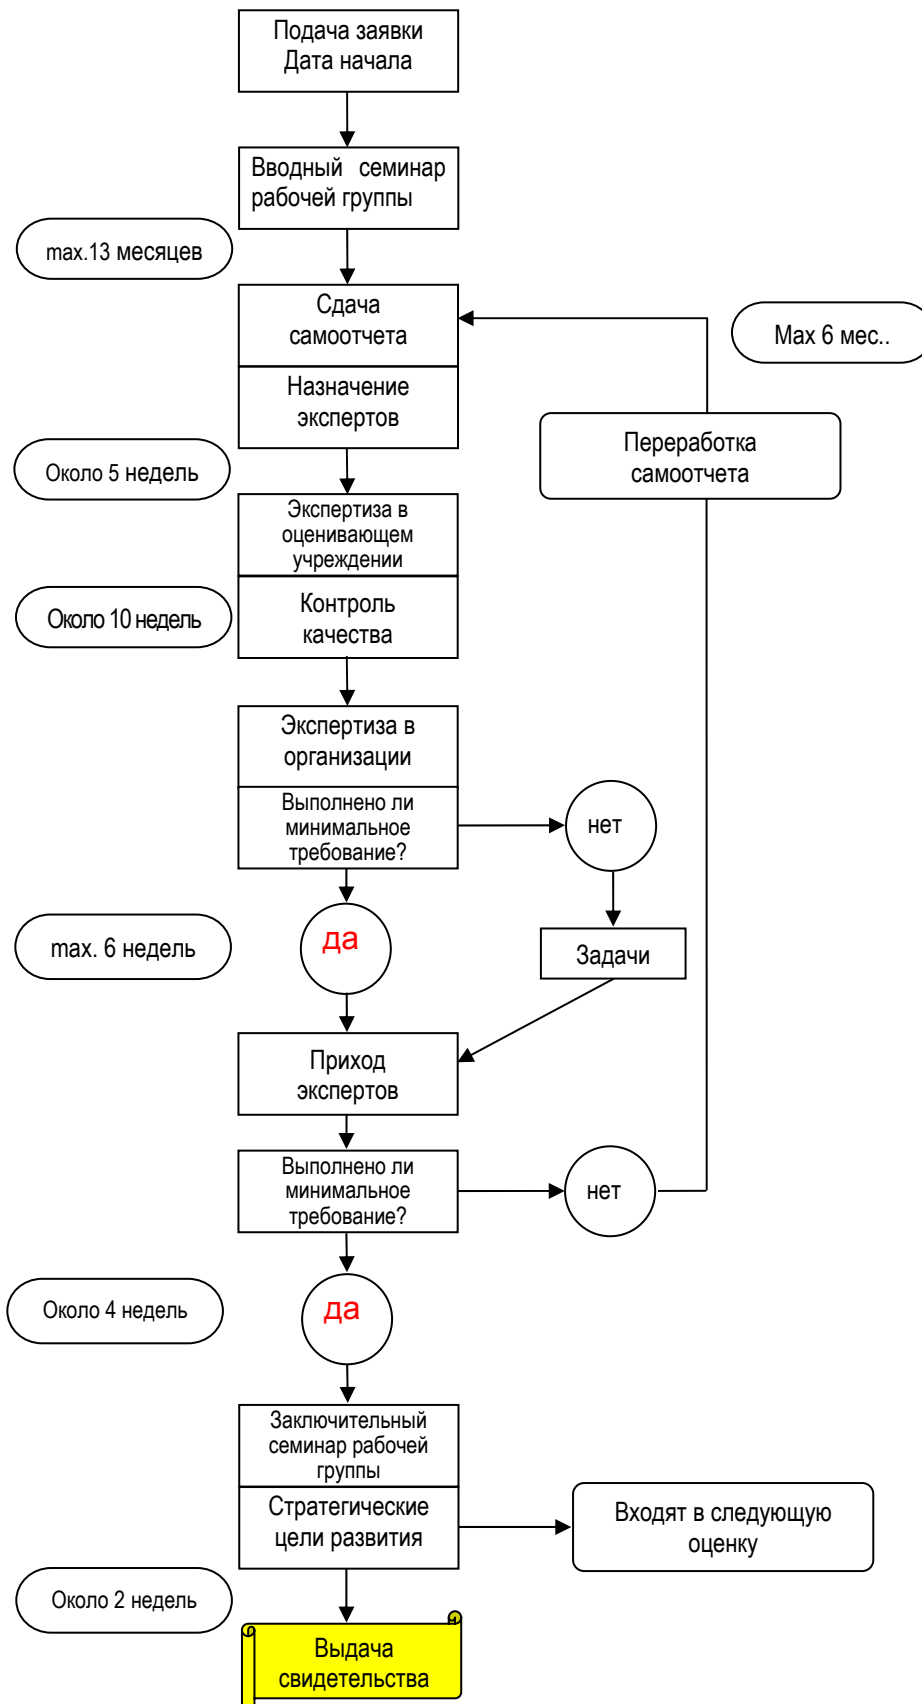 Подача заявки
Дата начала
Вводный семинар
рабочей группы
max.13 месяцев
Сдача
самоотчета
Max 6 мес..
Назначение
экспертов
Переработка
самоотчета
Около 5 недель
Экспертиза в
оценивающем
учреждении
Около 10 недель
Контроль
качества
Экспертиза в
организации
Выполнено ли
минимальное
требование?
нет
max. 6 недель
да
Задачи
Приход
экспертов
Выполнено ли
минимальное
требование?
нет
Около 4 недель
да
Заключительный
семинар рабочей
группы
Стратегические
цели развития
Входят в следующую
оценку
Около 2 недель
Выдача
свидетельства